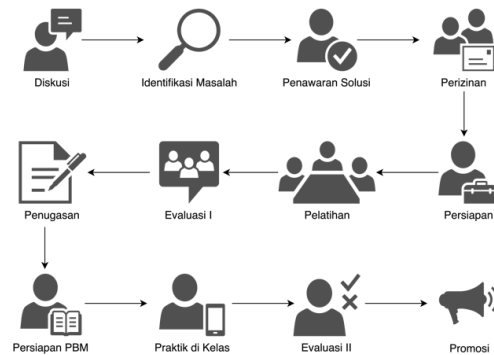 Diskusi
Identifikasi Masalah
Penawaran Solusi
Perizinan
Penugasan
Evaluasi I
Pelatihan
Persiapan
Persiapan PBM
Praktik di Kelas
Evaluasi II
Promosi